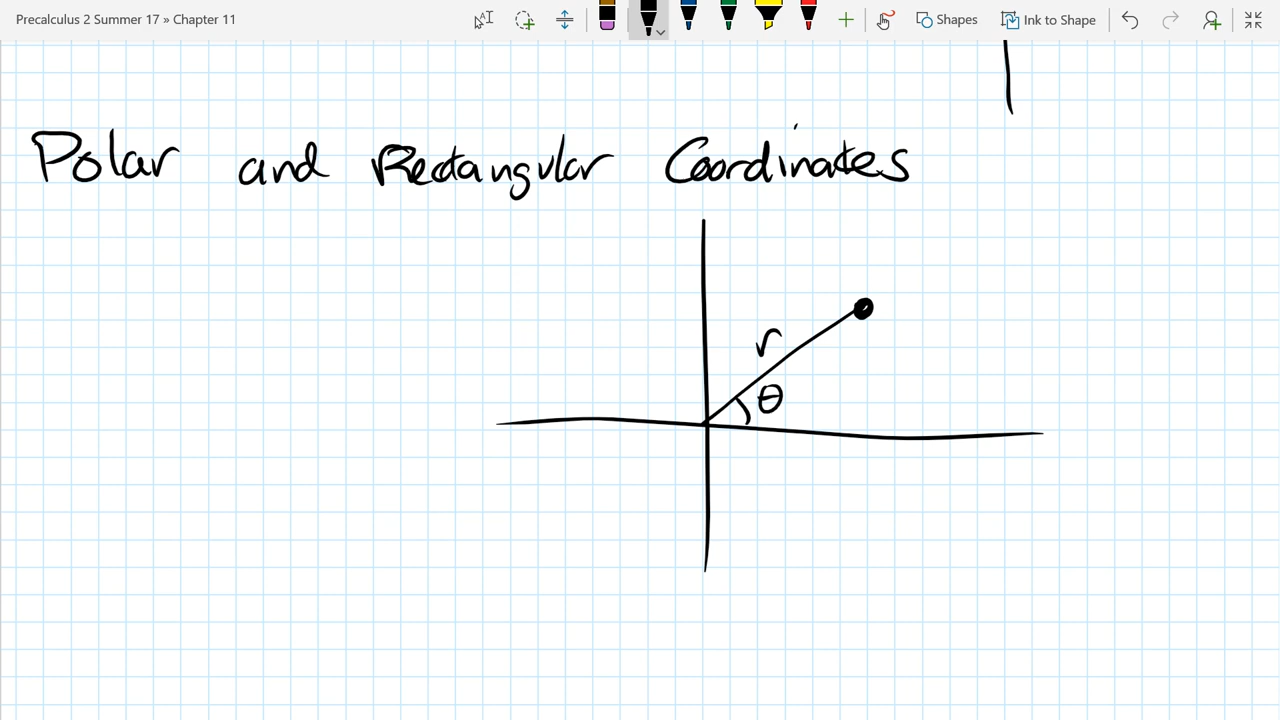 Precalculus 2 Summer 17 » Chapter 11
Shapes
Ink to Shape
Polar and Rectangular Coordinates
r
θ